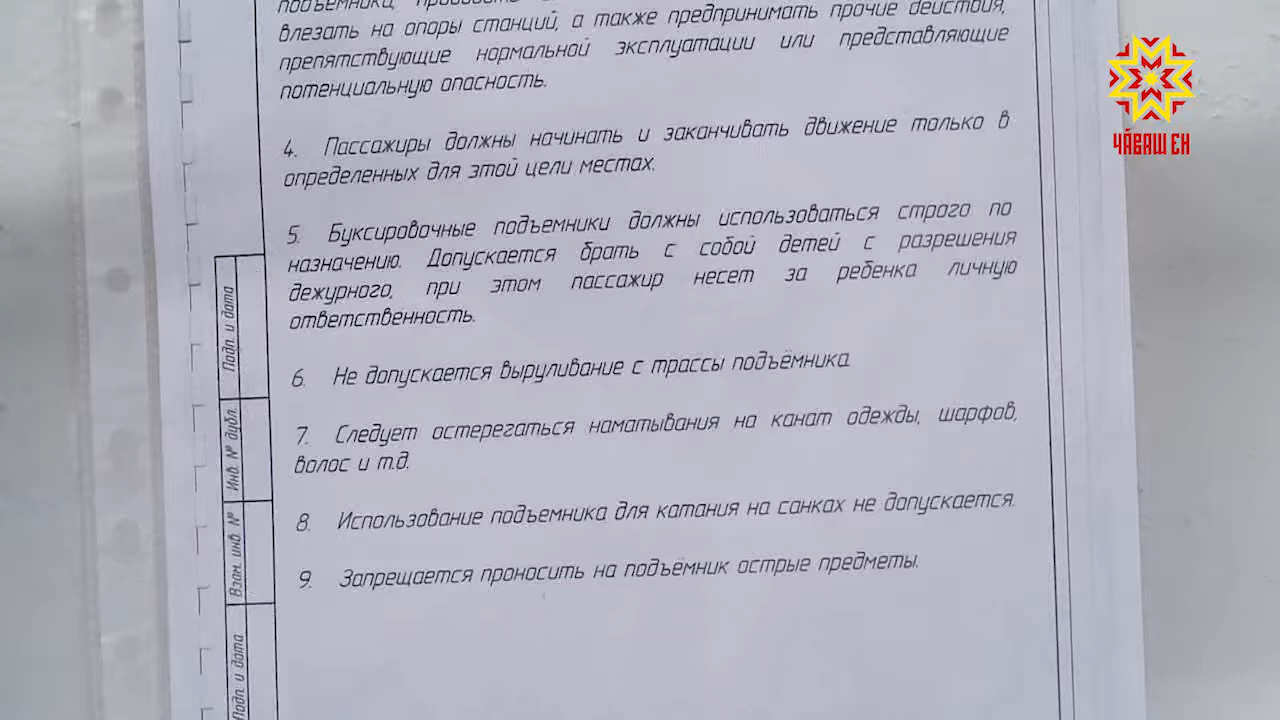 подъемники,
влезать на опоры станций, а также предпринимать прочие действия,
препятствующие нормальной эксплуатации или представляющие
потенциальную опасность.
4. Пассажиры должны начинать и заканчивать движение только в
определенных для этой цели местах.
5. Буксировочные подъемники должны использоваться строго по
назначению. Допускается брать с собой детей с разрешения
дежурного, при этом пассажир несет за ребенка личную
ответственность.
6. Не допускается выруливание с трассы подъёмника
7. Следует остерегаться наматывания на канат одежды, шарфов,
волос и т.д.
8. Использование подъемника для катания на санках не допускается.
9. Запрещается проносить на подъёмник острые предметы.
Подп. и дата
Инв. № дубл.
Взам. инв №
Подп. и дата
ЧӐВАШ ЕН